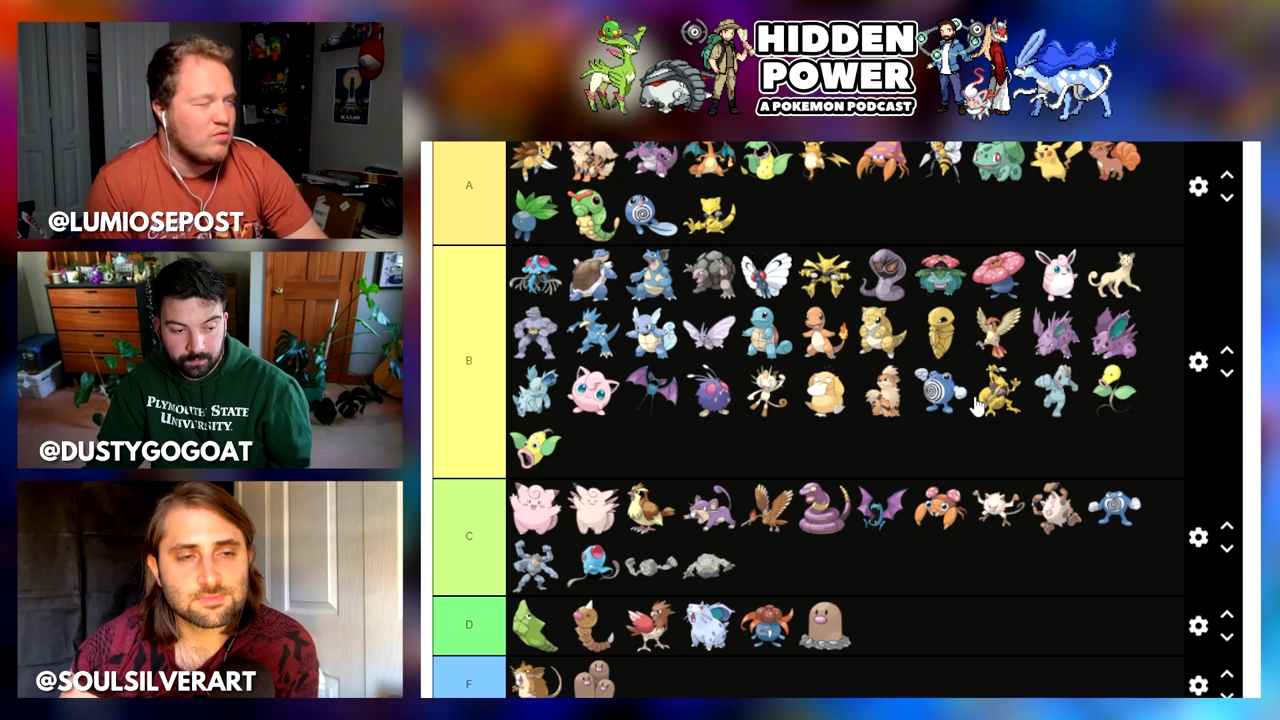 HIDDEN
POWER
A POKEMON PODCAST
@LUMIOSEPOST
PLYMOUTH STATE
UNIVERSITY
@DUSTYGOGOAT
@SOULSILVERART
A
B
C
D
F